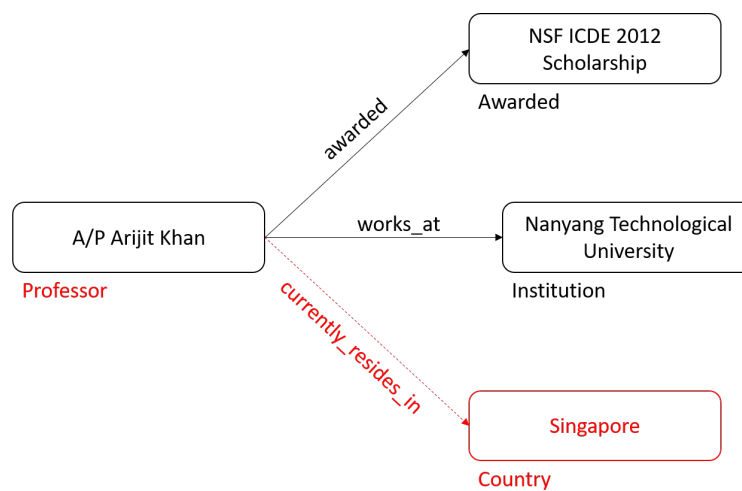 NSF ICDE 2012
Scholarship
Awarded
awarded
A/P Arijit Khan
Professor
works_at
Nanyang Technological
University
Institution
currently_resides_in
Singapore
Country